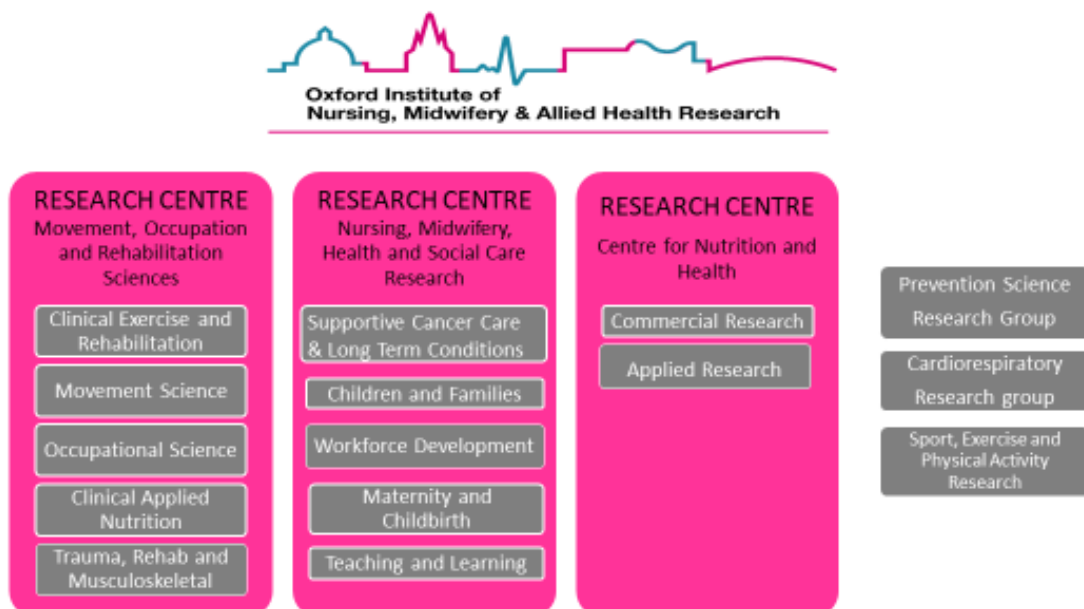 Oxford Institute of
Nursing, Midwifery & Allied Health Research
RESEARCH CENTRE
Movement, Occupation
and Rehabilitation
Sciences
Clinical Exercise and
Rehabilitation
Movement Science
Occupational Science
Clinical Applied
Nutrition
Trauma, Rehab and
Musculoskeletal
RESEARCH CENTRE
Nursing, Midwifery,
Health and Social Care
Research
Supportive Cancer Care
& Long Term Conditions
Children and Families
Workforce Development
Maternity and
Childbirth
Teaching and Learning
RESEARCH CENTRE
Centre for Nutrition and
Health
Commercial Research
Applied Research
Prevention Science
Research Group
Cardiorespiratory
Research group
Sport, Exercise and
Physical Activity
Research